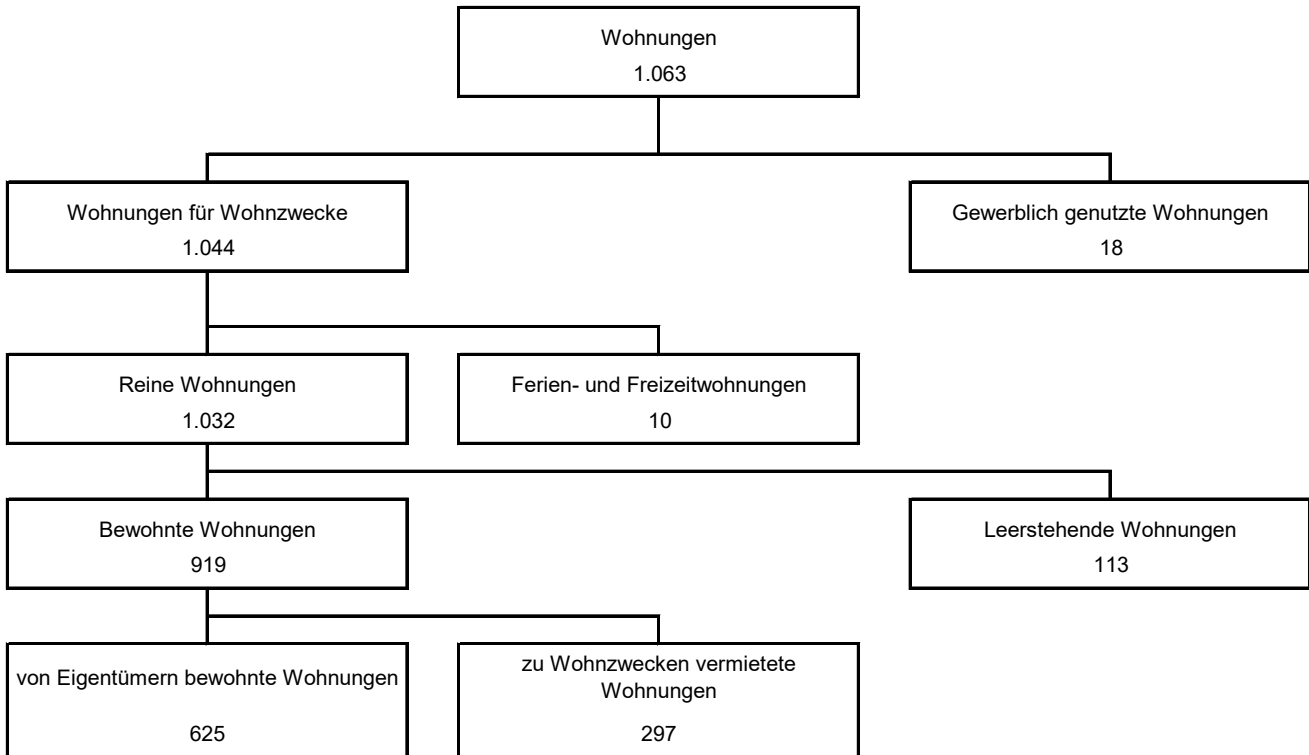 Wohnungen
1.063
Wohnungen für Wohnzwecke
1.044
Gewerblich genutzte Wohnungen
18
Reine Wohnungen
1.032
Ferien- und Freizeitwohnungen
10
Bewohnte Wohnungen
919
Leerstehende Wohnungen
113
von Eigentümern bewohnte Wohnungen
625
zu Wohnzwecken vermietete
Wohnungen
297